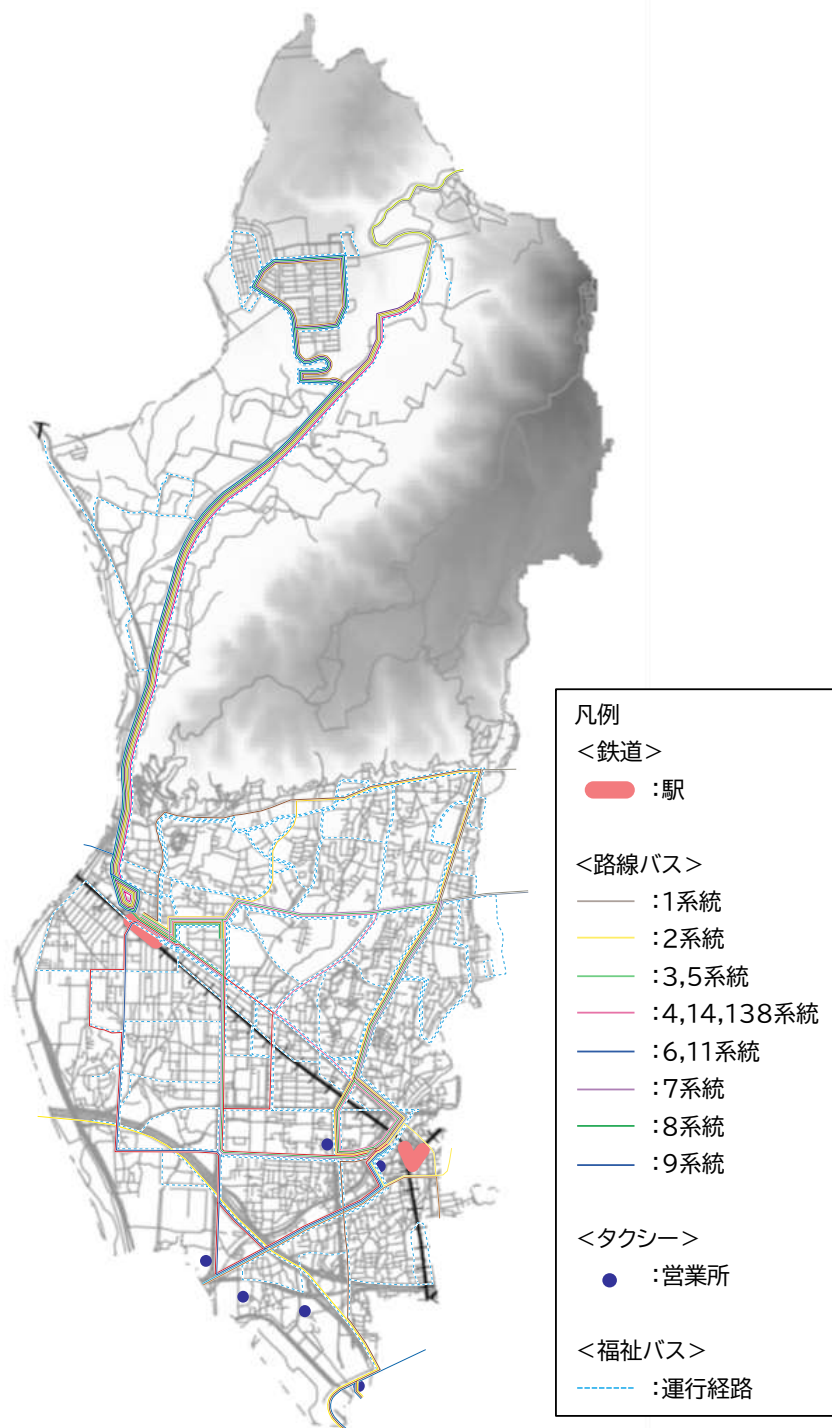 凡例
<鉄道>
:駅
<路線バス>
:1系統
:2系統
:3,5系統
:4,14,138系統
:6,11系統
:7系統
:8系統
:9系統
<タクシー>
:営業所
<福祉バス>
:運行経路